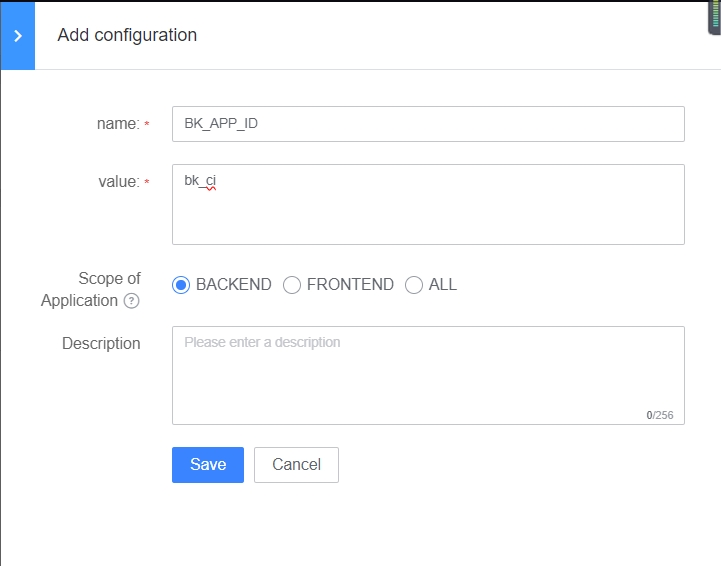 Add configuration
name: *
BK_APP_ID
value: *
bk_ci
Scope of
Application ?
BACKEND FRONTEND ALL
Description
Please enter a description
0/256
Save Cancel